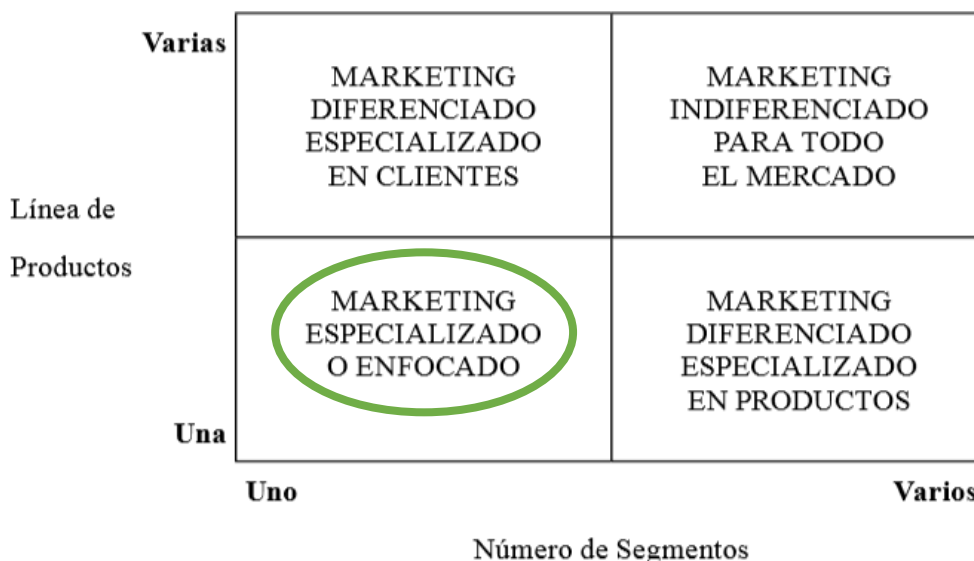 Varias
MARKETING
DIFERENCIADO
ESPECIALIZADO
EN CLIENTES
MARKETING
INDIFERENCIADO
PARA TODO
EL MERCADO
Línea de
Productos
MARKETING
ESPECIALIZADO
O ENFOCADO
MARKETING
DIFERENCIADO
ESPECIALIZADO
EN PRODUCTOS
Una
Uno
Varios
Número de Segmentos